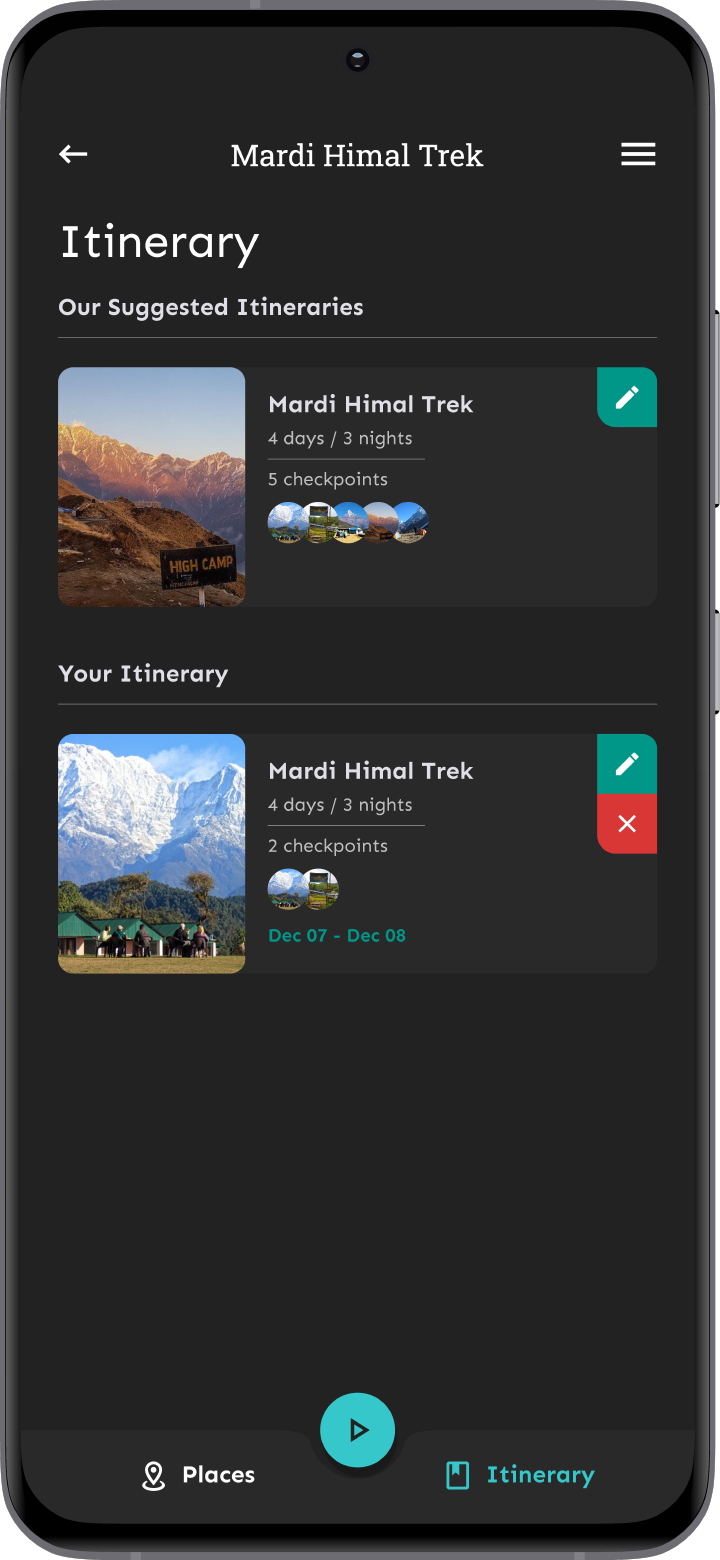 Mardi Himal Trek
Itinerary
Our Suggested Itineraries
Mardi Himal Trek
4 days / 3 nights
5 checkpoints
HIGH CAMP
Your Itinerary
Mardi Himal Trek
4 days / 3 nights
2 checkpoints
Dec 07 - Dec 08
Places
Itinerary